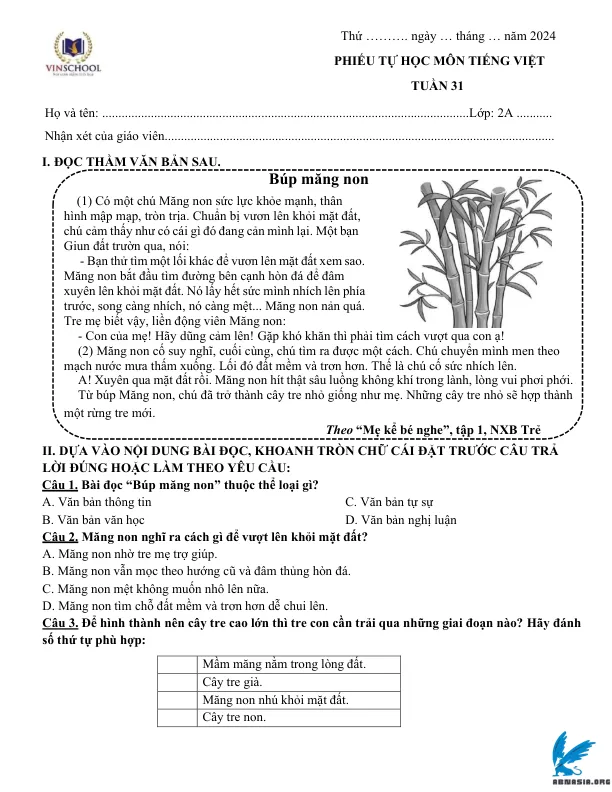 Thứ ………. ngày … tháng … năm 2024
VINSCHOOL
PHIẾU TỰ HỌC MÔN TIẾNG VIỆT
TUẦN 31
Họ và tên: ..................................................................................................................Lớp: 2A ...........
Nhận xét của giáo viên.........................................................................................................................
I. ĐỌC THẦM VĂN BẢN SAU.
Búp măng non
(1) Có một chú Măng non sức lực khỏe mạnh, thân
hình mập mạp, tròn trịa. Chuẩn bị vươn lên khỏi mặt đất,
chú cảm thấy như có cái gì đó đang cản mình lại. Một bạn
Giun đất trườn qua, nói:
- Bạn thử tìm một lối khác để vươn lên mặt đất xem sao.
Măng non bắt đầu tìm đường bên cạnh hòn đá để đâm
xuyên lên khỏi mặt đất. Nó lấy hết sức mình nhích lên phía
trước, song càng nhích, nó càng mệt... Măng non nản quá.
Tre mẹ biết vậy, liền động viên Măng non:
- Con của mẹ! Hãy dũng cảm lên! Gặp khó khăn thì phải tìm cách vượt qua con ạ!
(2) Măng non cố suy nghĩ, cuối cùng, chú tìm ra được một cách. Chú chuyển mình men theo
mạch nước mưa thấm xuống. Lối đó đất mềm và trơn hơn. Thế là chú cố sức nhích lên.
A! Xuyên qua mặt đất rồi. Măng non hít thật sâu luồng không khí trong lành, lòng vui phơi phới.
Từ búp Măng non, chú đã trở thành cây tre nhỏ giống như mẹ. Những cây tre nhỏ sẽ hợp thành
một rừng tre mới.
Theo “Mẹ kể bé nghe”, tập 1, NXB Trẻ
II. DỰA VÀO NỘI DUNG BÀI ĐỌC, KHOANH TRÒN CHỮ CÁI ĐẶT TRƯỚC CÂU TRẢ
LỜI ĐÚNG HOẶC LÀM THEO YÊU CẦU:
Câu 1. Bài đọc “Búp măng non” thuộc thể loại gì?
A. Văn bản thông tin C. Văn bản tự sự
B. Văn bản văn học D. Văn bản nghị luận
Câu 2. Măng non nghĩ ra cách gì để vượt lên khỏi mặt đất?
A. Măng non nhờ tre mẹ trợ giúp.
B. Măng non vẫn mọc theo hướng cũ và đâm thủng hòn đá.
C. Măng non mệt không muốn nhô lên nữa.
D. Măng non tìm chỗ đất mềm và trơn hơn dễ chui lên.
Câu 3. Để hình thành nên cây tre cao lớn thì tre con cần trải qua những giai đoạn nào? Hãy đánh
số thứ tự phù hợp:
Mầm măng nằm trong lòng đất.
Cây tre già.
Măng non nhú khỏi mặt đất.
Cây tre non.
ABNASIA.ORG